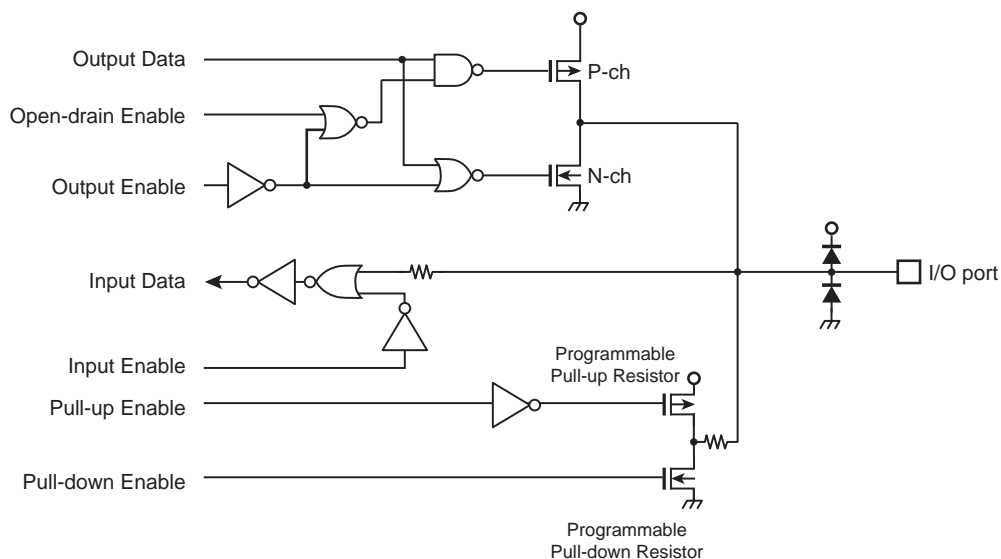 Output Data
P-ch
Open-drain Enable
Output Enable
N-ch
Input Data
I/O port
Input Enable
Programmable
Pull-up Resistor
Pull-up Enable
Pull-down Enable
Programmable
Pull-down Resistor